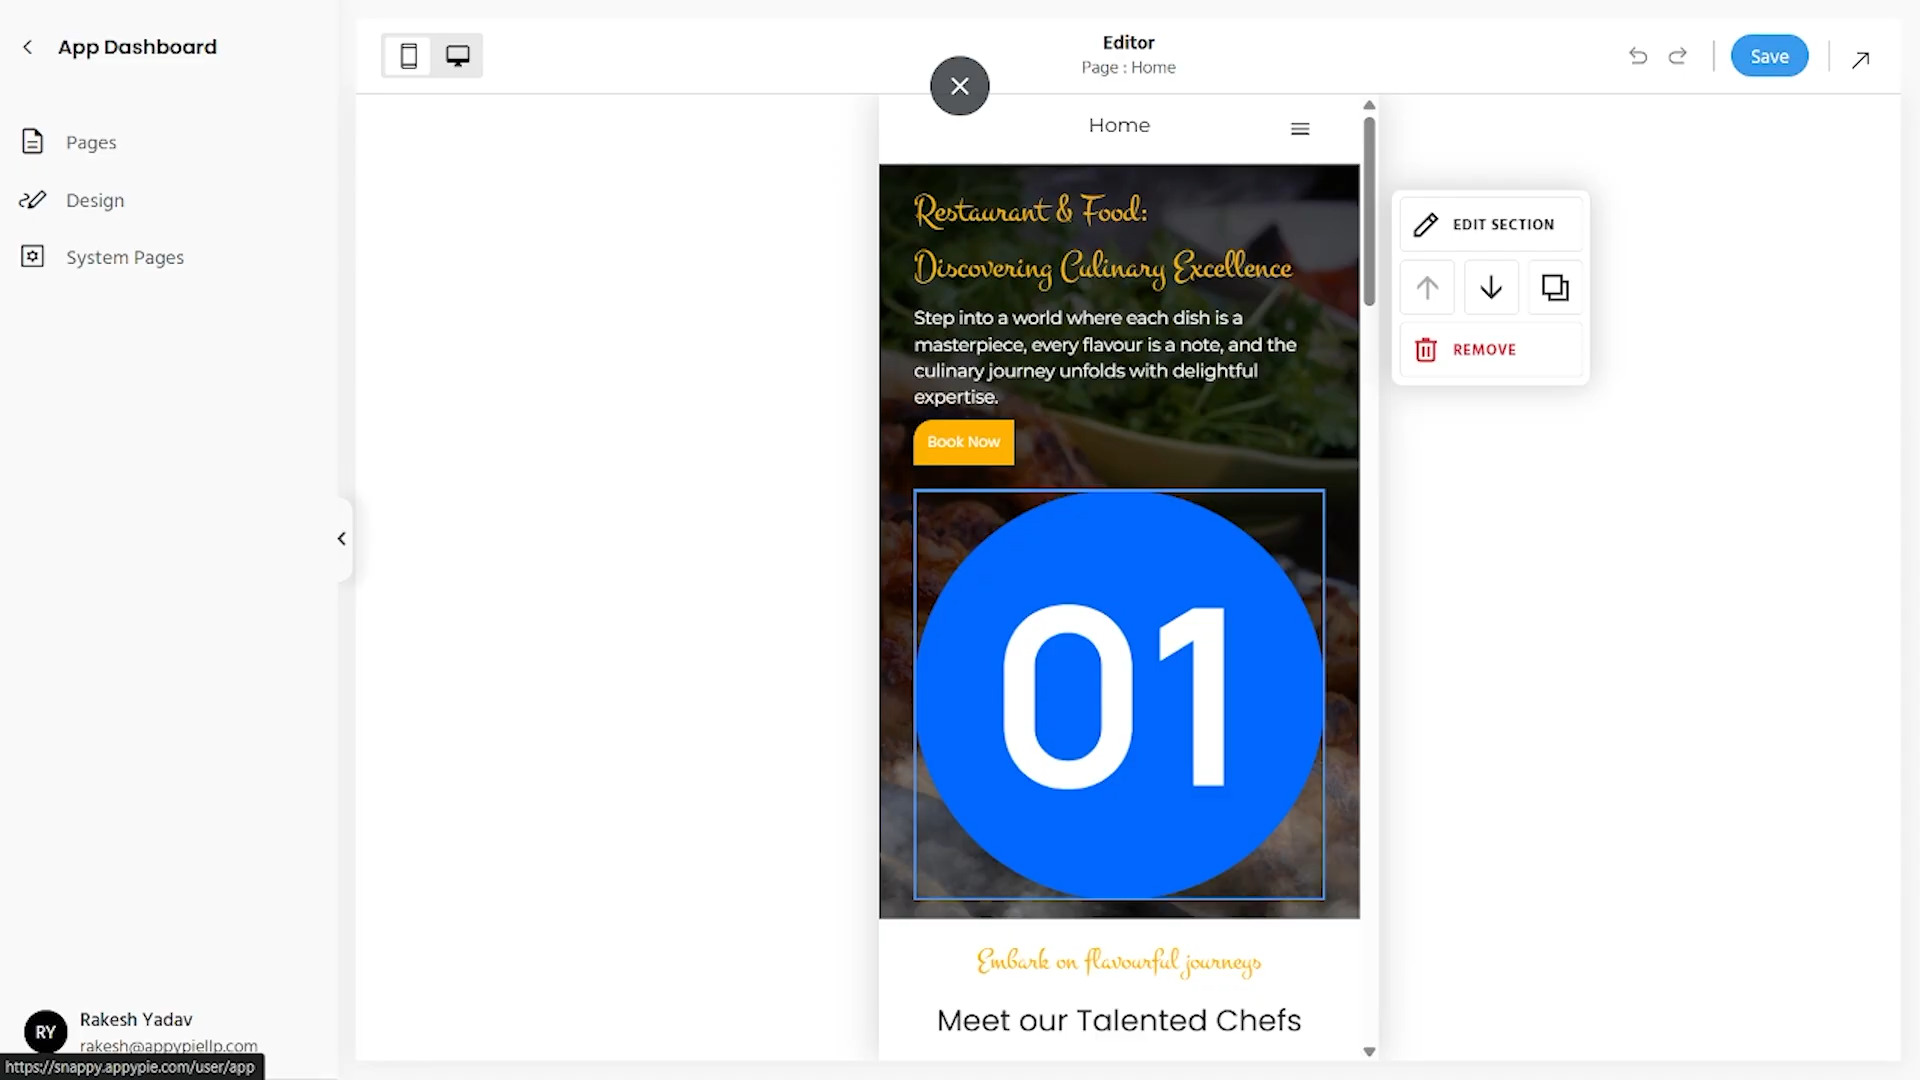 App Dashboard
Editor
Page : Home
Save
Pages
Design
System Pages
Home
Restaurant & Food:
Discovering Culinary Excellence
Step into a world where each dish is a
masterpiece, every flavour is a note, and the
culinary journey unfolds with delightful
expertise.
Book Now
EDIT SECTION
REMOVE
01
Embark on flavourful journeys
Meet our Talented Chefs
RY
Rakesh Yadav
rakesh@appypiellp.com
https://snappy.appypie.com/user/app